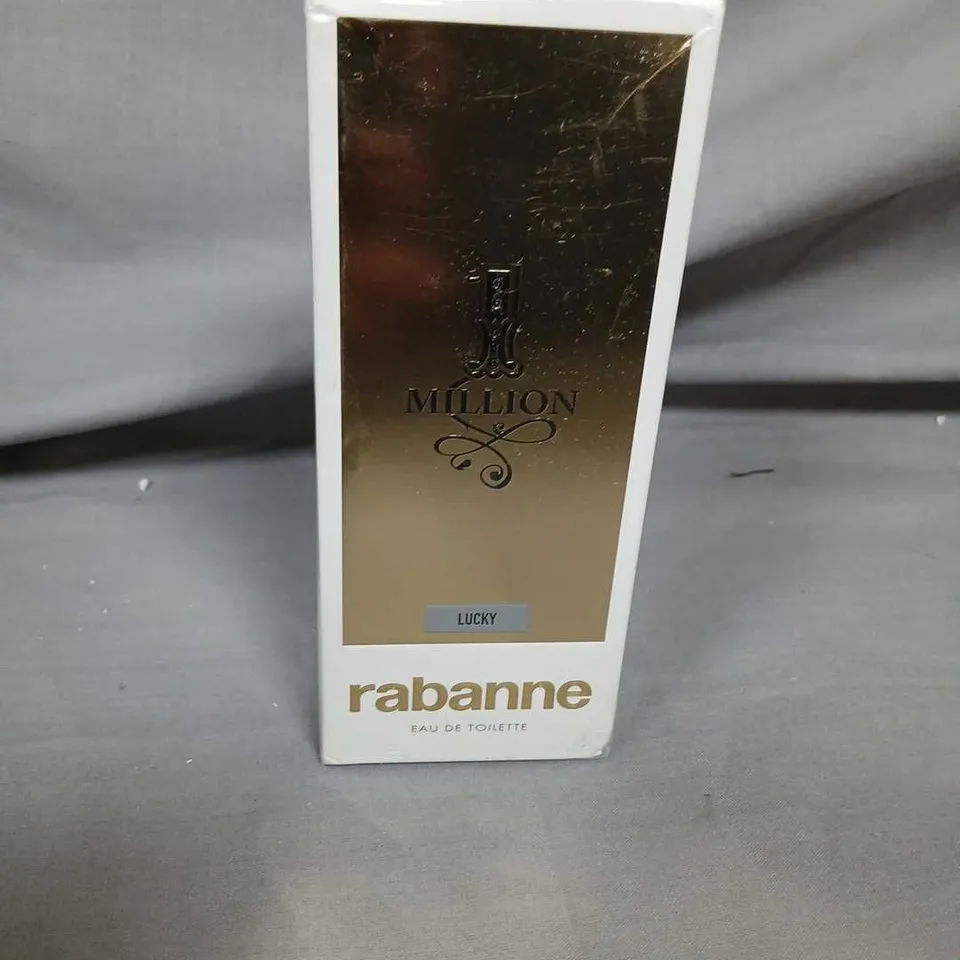 1
MILLION
LUCKY
rabanne
EAU DE TOILETTE